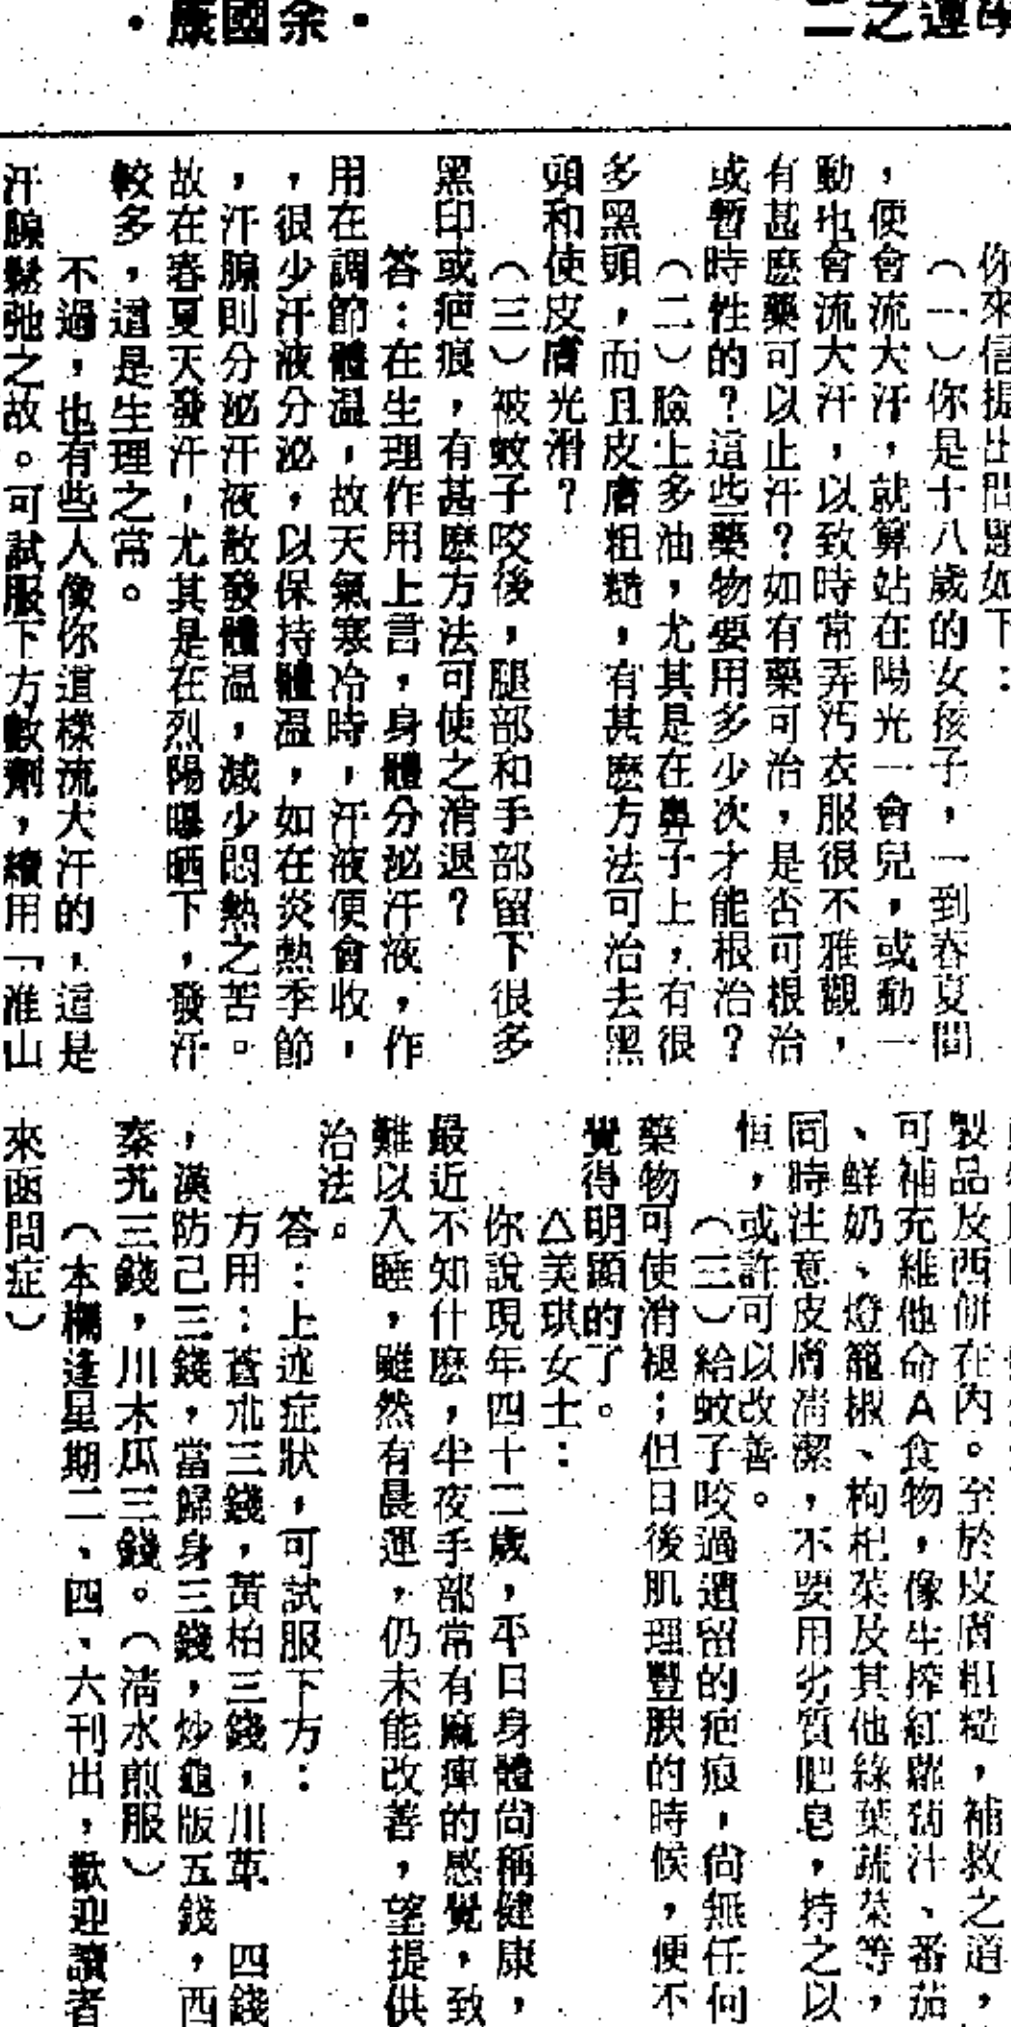 學運之二
・余國康・
你來信提出問題如下：
（一）你是十八歲的女孩子，一到春夏間
，便會流大汗，就算站在陽光一會兒，或動一
動也會流大汗，以致時常弄汚衣服很不雅觀，
有甚麽藥可以止汗？如有藥可治，是否可根治
或暫時性的？這些藥物要用多少次才能根治？
（二）臉上多油，尤其是在鼻子上，有很
多黑頭，而且皮膚粗糙，有甚麽方法可治去黑
頭和使皮膚光滑？
（三）被蚊子咬後，腿部和手部留下很多
黑印或疤痕，有甚麽方法可使之消退？
答：在生理作用上言，身體分泌汗液，作
用在調節體温，故天氣寒冷時，汗液便會收，
，很少汗液分泌，以保持體温，如在炎熱季節
，汗腺則分泌汗液散發體温，減少悶熱之苦。
故在春夏天發汗，尤其是在烈陽曝晒下，發汗
較多，這是生理之常。
不過，也有些人像你這樣流大汗的，這是
汗腺鬆弛之故。可試服下方數劑，續用「淮山
製品及西餅在內。至於皮膚粗糙，補救之道，
可補充維他命A食物，像生搾紅蘿蔔汁、番茄
、鮮奶、燈籠椒、枸杞菜及其他綠葉蔬菜等，
同時注意皮膚清潔，不要用劣質肥皂，持之以
恒，或許可以改善。
（三）給蚊子咬過遺留的疤痕，尙無任何
藥物可使消褪；但日後肌理豐腴的時候，便不
覺得明顯的了。
△美琪女士：
你說現年四十二歲，平日身體尙稱健康，
最近不知什麽，半夜手部常有痳痺的感覺，致
難以入睡，雖然有晨運，仍未能改善，望提供
治法。
答：上述症狀，可試服下方：
方用：蒼朮三錢，黃柏三錢，川萆　四錢
，漢防己三錢，當歸身三錢，炒龜版五錢，西
秦艽三錢，川木瓜三錢。（清水煎服）
（本欄逢星期二、四、六刊出，歡迎讀者
來函問症）